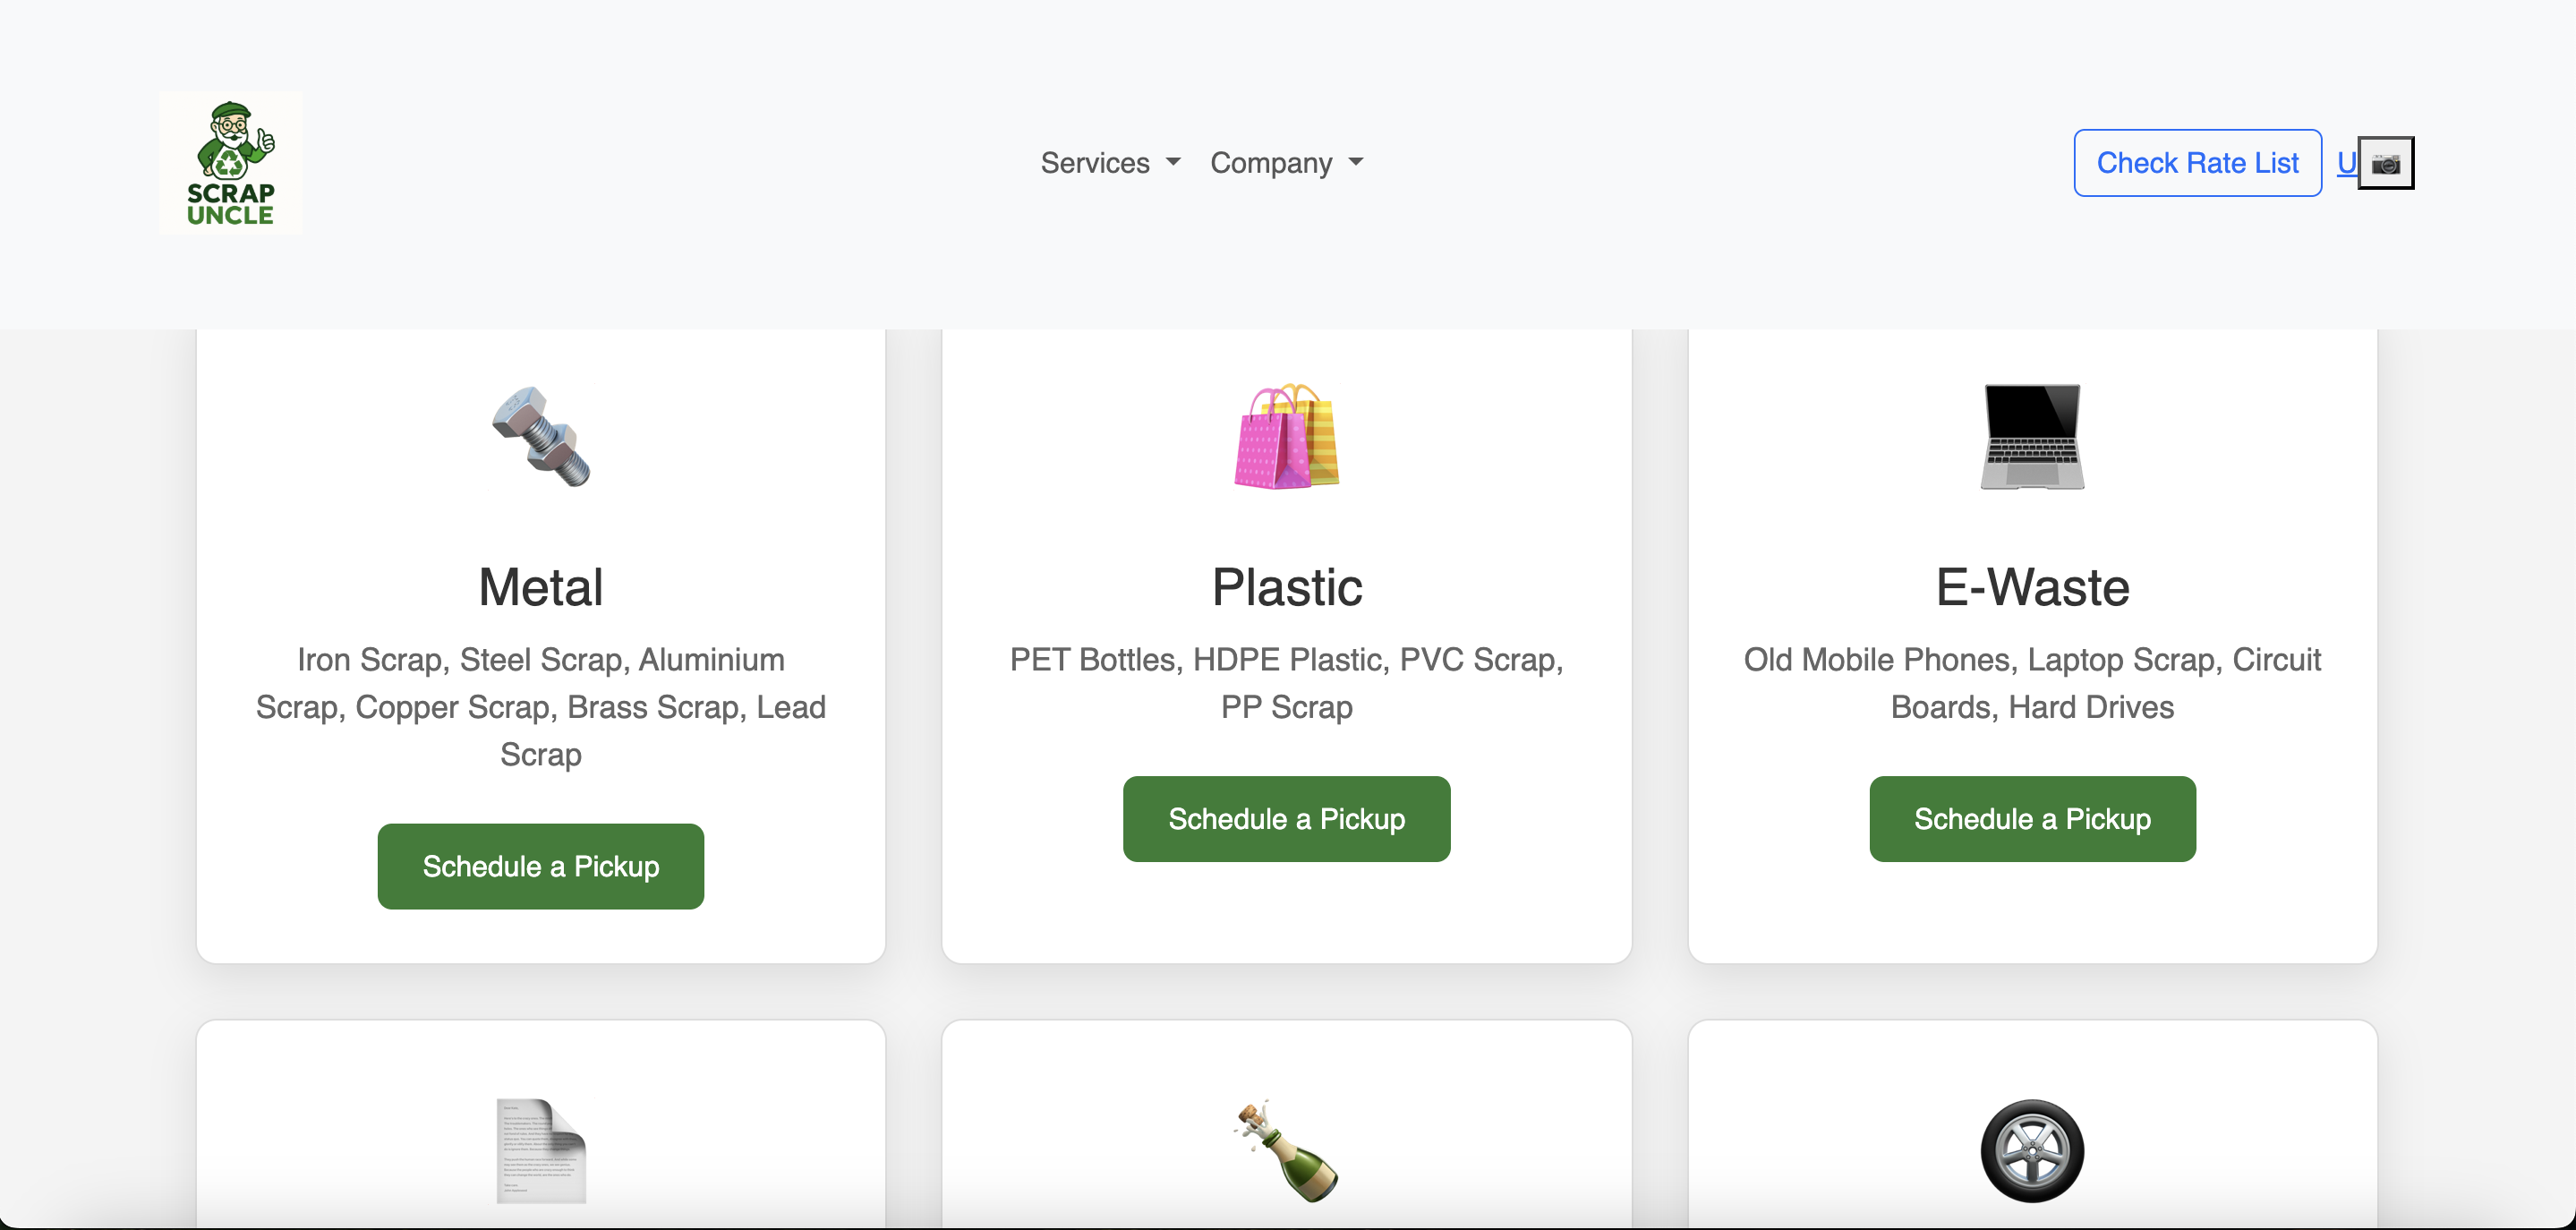 SCRAP
UNCLE
Services
Company
Check Rate List
U
Metal
Iron Scrap, Steel Scrap, Aluminium
Scrap, Copper Scrap, Brass Scrap, Lead
Scrap
Schedule a Pickup
Plastic
PET Bottles, HDPE Plastic, PVC Scrap,
PP Scrap
Schedule a Pickup
E-Waste
Old Mobile Phones, Laptop Scrap, Circuit
Boards, Hard Drives
Schedule a Pickup